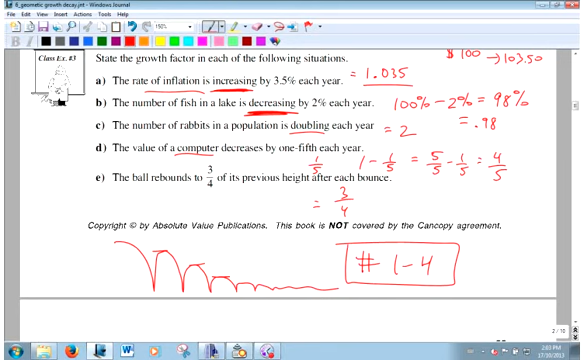 6_geometic growth decay.jnt - Windows Journal
File Edit View Insert Actions Tools Help
150%
B I
Class Ex. #3
State the growth factor in each of the following situations.
$ 100 → 103.50
a) The rate of inflation is increasing by 3.5% each year. = 1.035
b) The number of fish in a lake is decreasing by 2% each year. 100% - 2% = 98%
= .98
c) The number of rabbits in a population is doubling each year = 2
d) The value of a computer decreases by one-fifth each year.
1/5 1 - 1/5 = 5/5 - 1/5 = 4/5
e) The ball rebounds to 3/4 of its previous height after each bounce.
= 3/4
Copyright © by Absolute Value Publications. This book is NOT covered by the Cancopy agreement.
# 1-4
2 / 10
2:03 PM
17/10/2013